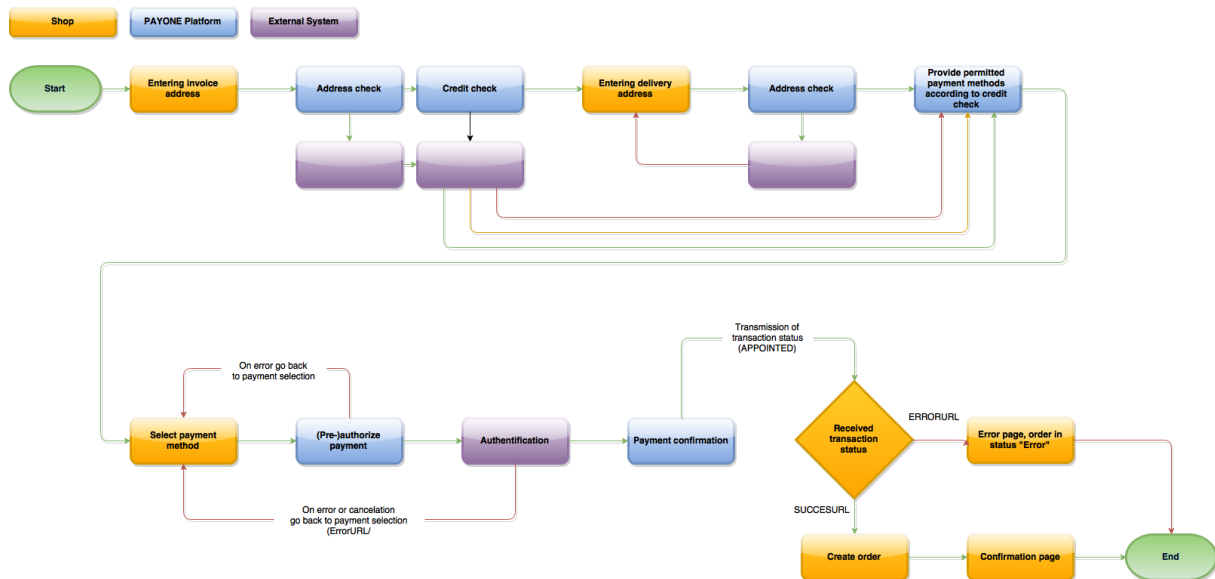 Shop
PAYONE Platform
External System
Start
Entering invoice
address
Address check
Credit check
Entering delivery
address
Address check
Provide permitted
payment methods
according to credit
check
Transmission of
transaction status
(APPOINTED)
On error go back
to payment selection
Select payment
method
(Pre-)authorize
payment
Authentification
Payment confirmation
Received
transaction
status
ERRORURL
Error page, order in
status "Error"
On error or cancelation
go back to payment selection
(ErrorURL/
SUCCESURL
Create order
Confirmation page
End